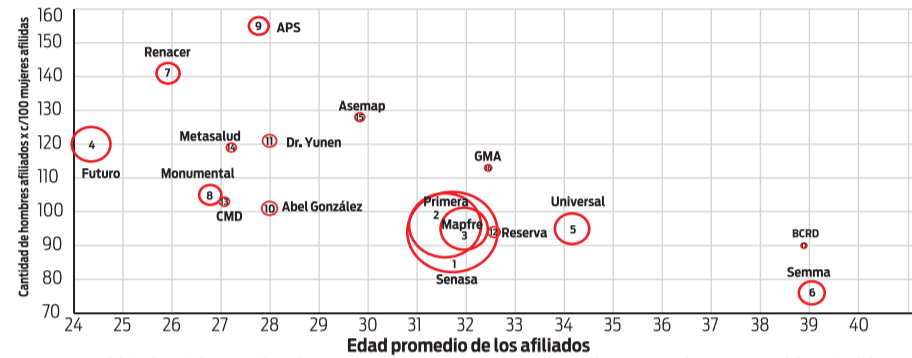 Cantidad de hombres afiliados x c/100 mujeres afilidas
160
150
140
130
120
110
100
90
80
70
9 APS
Renacer
7
Asemap
15
4
Futuro
Metasalud
14
11 Dr. Yunen
GMA
16
Monumental
8
13
CMD
10 Abel González
Primera
2
Mapfre
3
12 Reserva
1
Senasa
Universal
5
BCRD
Semma
6
24 25 26 27 28 29 30 31 32 33 34 35 36 37 38 39 40
Edad promedio de los afiliados